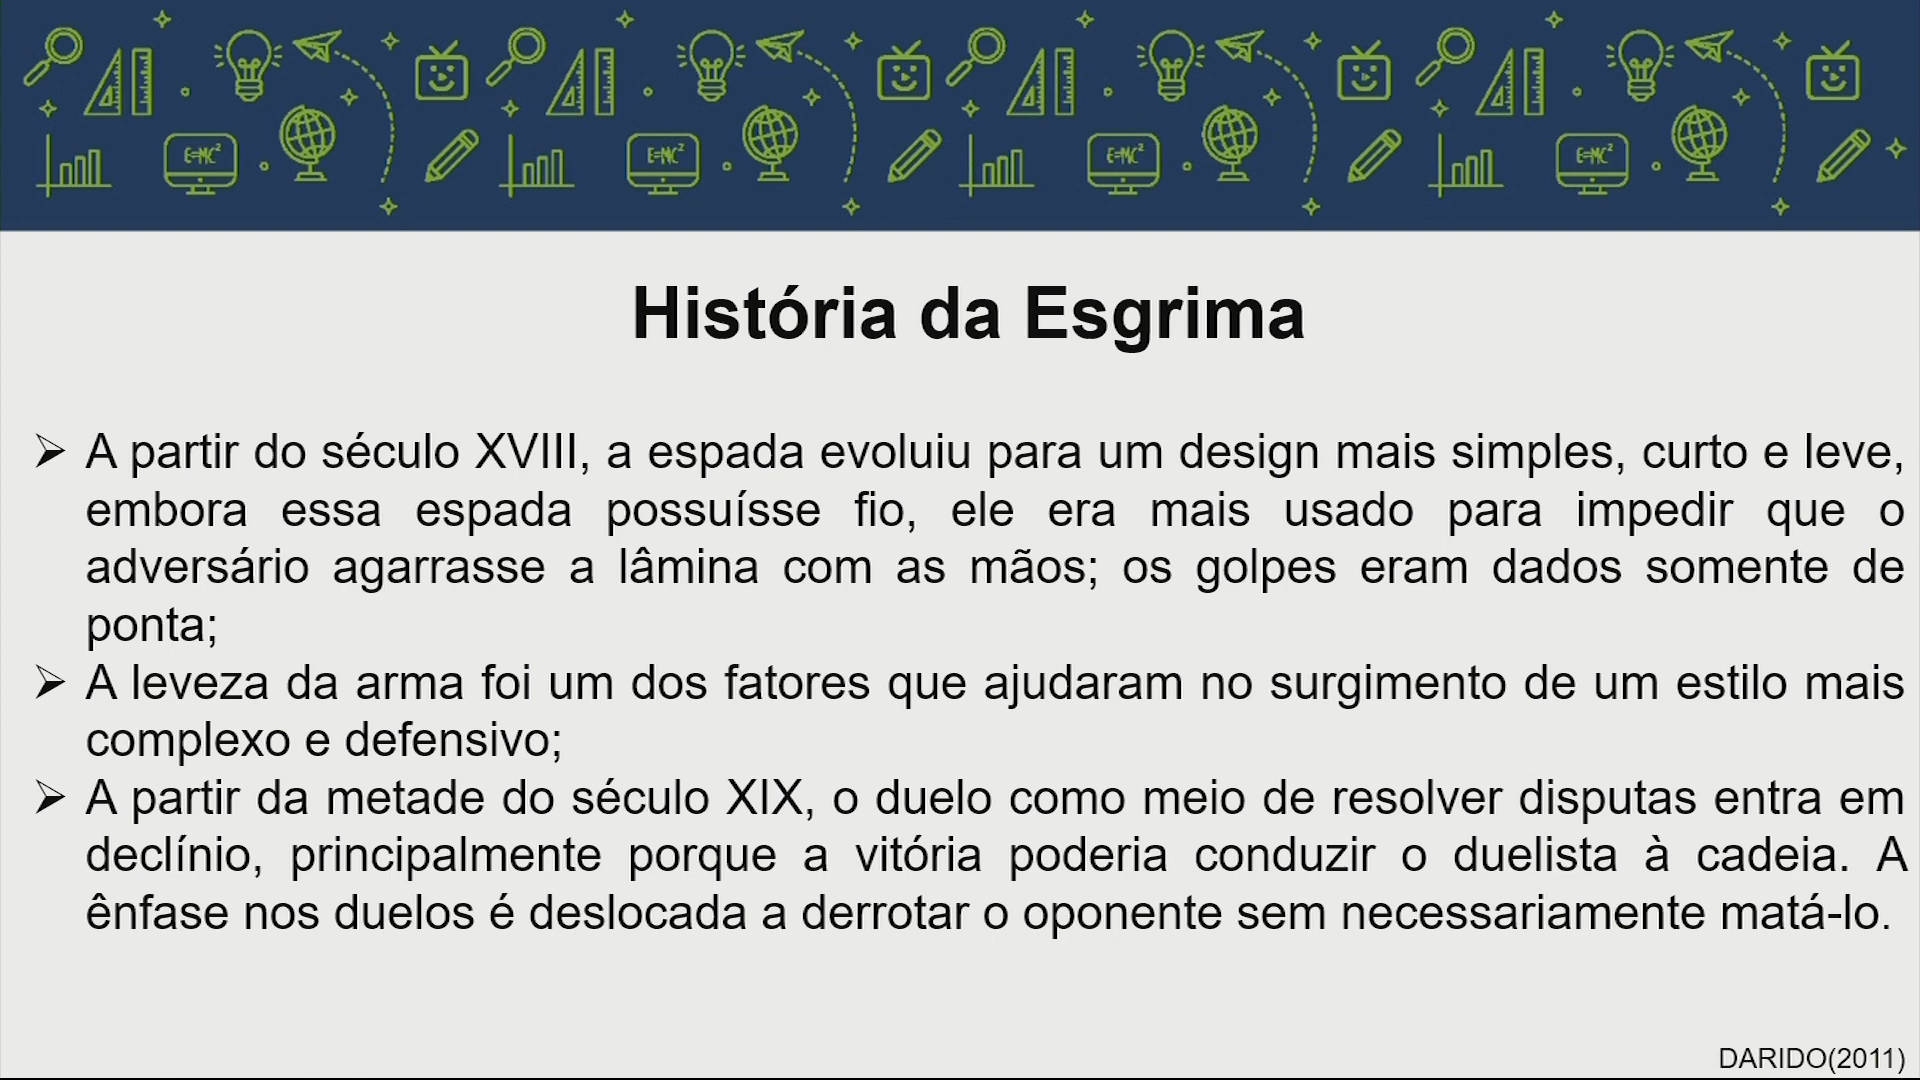 E=MC²
E=MC²
E=MC²
E=MC²
História da Esgrima
➢ A partir do século XVIII, a espada evoluiu para um design mais simples, curto e leve,
embora essa espada possuísse fio, ele era mais usado para impedir que o
adversário agarrasse a lâmina com as mãos; os golpes eram dados somente de
ponta;
➢ A leveza da arma foi um dos fatores que ajudaram no surgimento de um estilo mais
complexo e defensivo;
➢ A partir da metade do século XIX, o duelo como meio de resolver disputas entra em
declínio, principalmente porque a vitória poderia conduzir o duelista à cadeia. A
ênfase nos duelos é deslocada a derrotar o oponente sem necessariamente matá-lo.
DARIDO(2011)